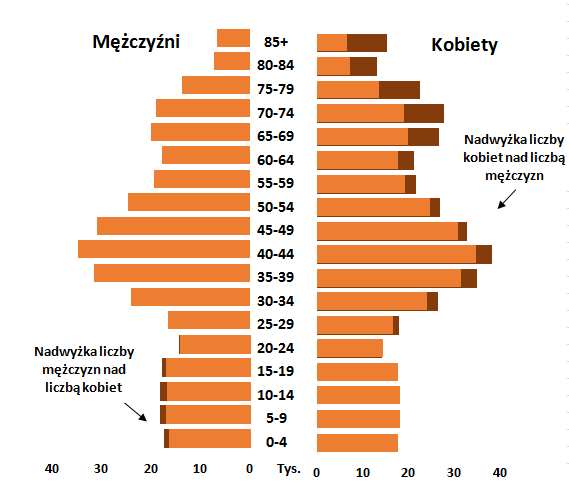 Mężczyźni
Kobiety
85+
80-84
75-79
70-74
65-69
60-64
55-59
50-54
45-49
40-44
35-39
30-34
25-29
20-24
15-19
10-14
5-9
0-4
Nadwyżka liczby
kobiet nad liczbą
mężczyzn
Nadwyżka liczby
mężczyzn nad
liczbą kobiet
40 30 20 10 0 Tys. 0 10 20 30 40